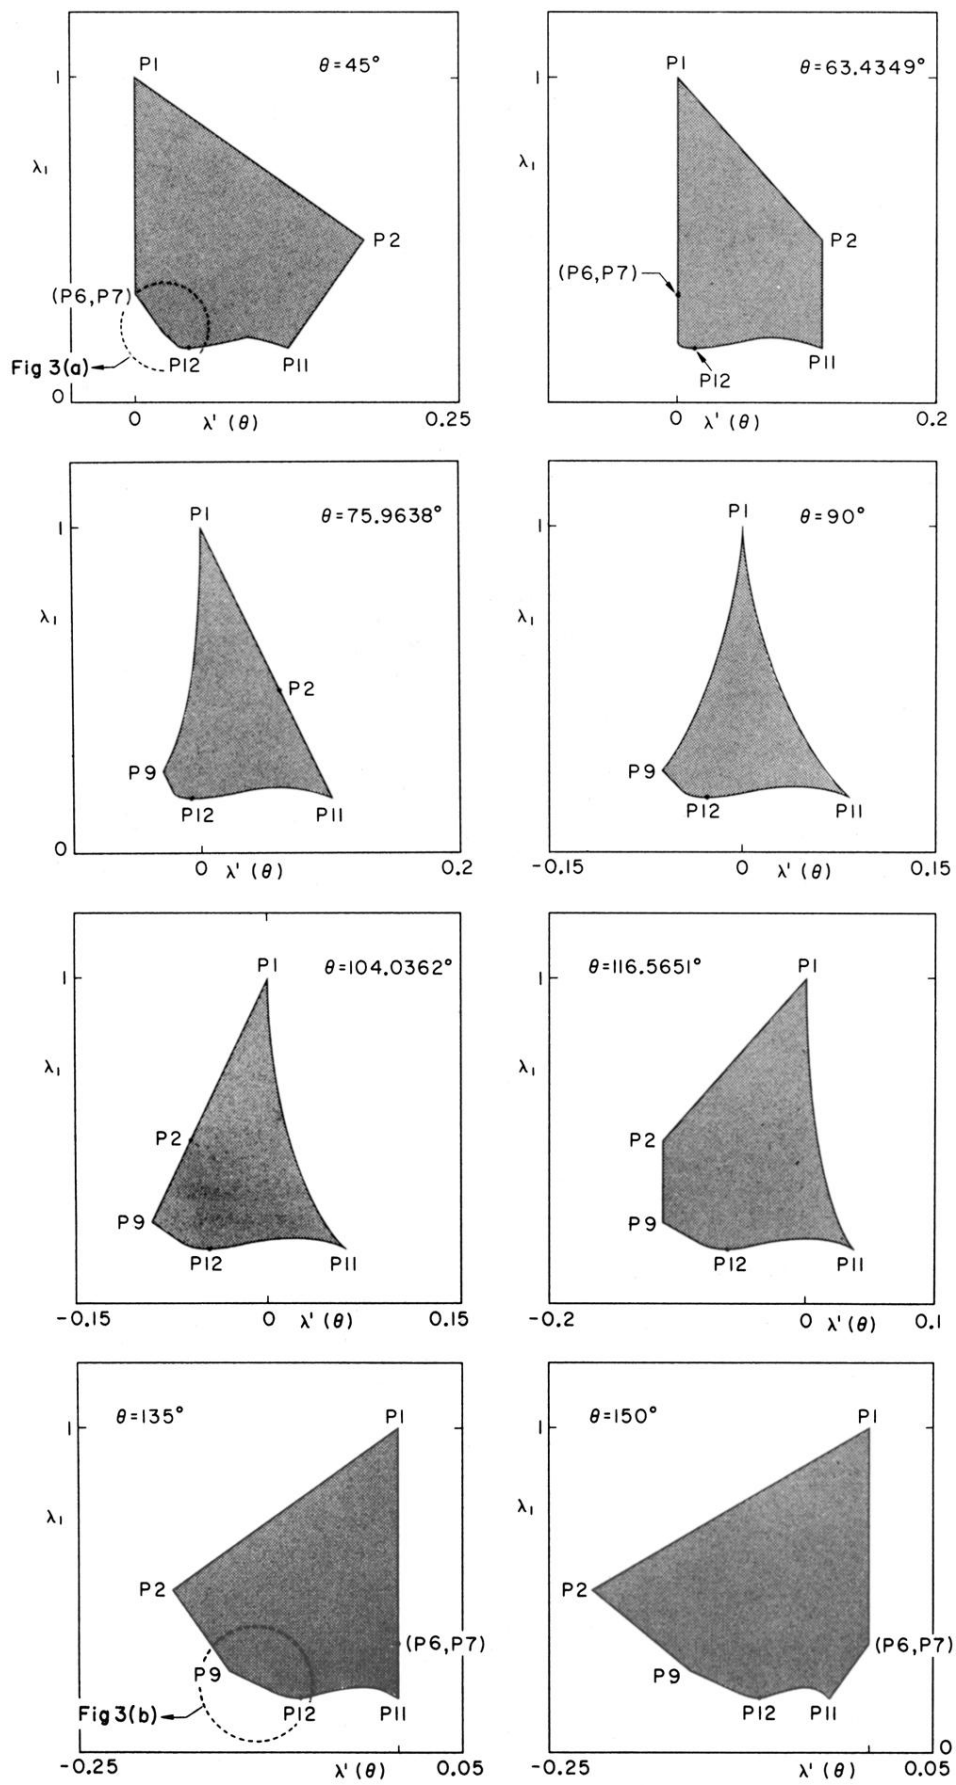 P1
θ=45°
1
λ₁
P2
(P6,P7)
Fig 3(a)
P12
P11
0
0
λ'(θ)
0.25
P1
θ=63.4349°
1
λ₁
P2
(P6,P7)
P11
P12
0
λ'(θ)
0.2
P1
θ=75.9638°
1
λ₁
P2
P9
P12
P11
0
0
λ'(θ)
0.2
P1
θ=90°
1
λ₁
P9
P12
P11
-0.15
0
λ'(θ)
0.15
P1
θ=104.0362°
1
λ₁
P2
P9
P12
P11
-0.15
0
λ'(θ)
0.15
θ=116.5651°
P1
1
λ₁
P2
P9
P12
P11
-0.2
0
λ'(θ)
0.1
θ=135°
P1
1
λ₁
P2
(P6,P7)
P9
Fig 3(b)
P12
P11
-0.25
λ'(θ)
0.05
θ=150°
P1
1
λ₁
P2
(P6,P7)
P9
P12
P11
0
-0.25
λ'(θ)
0.05